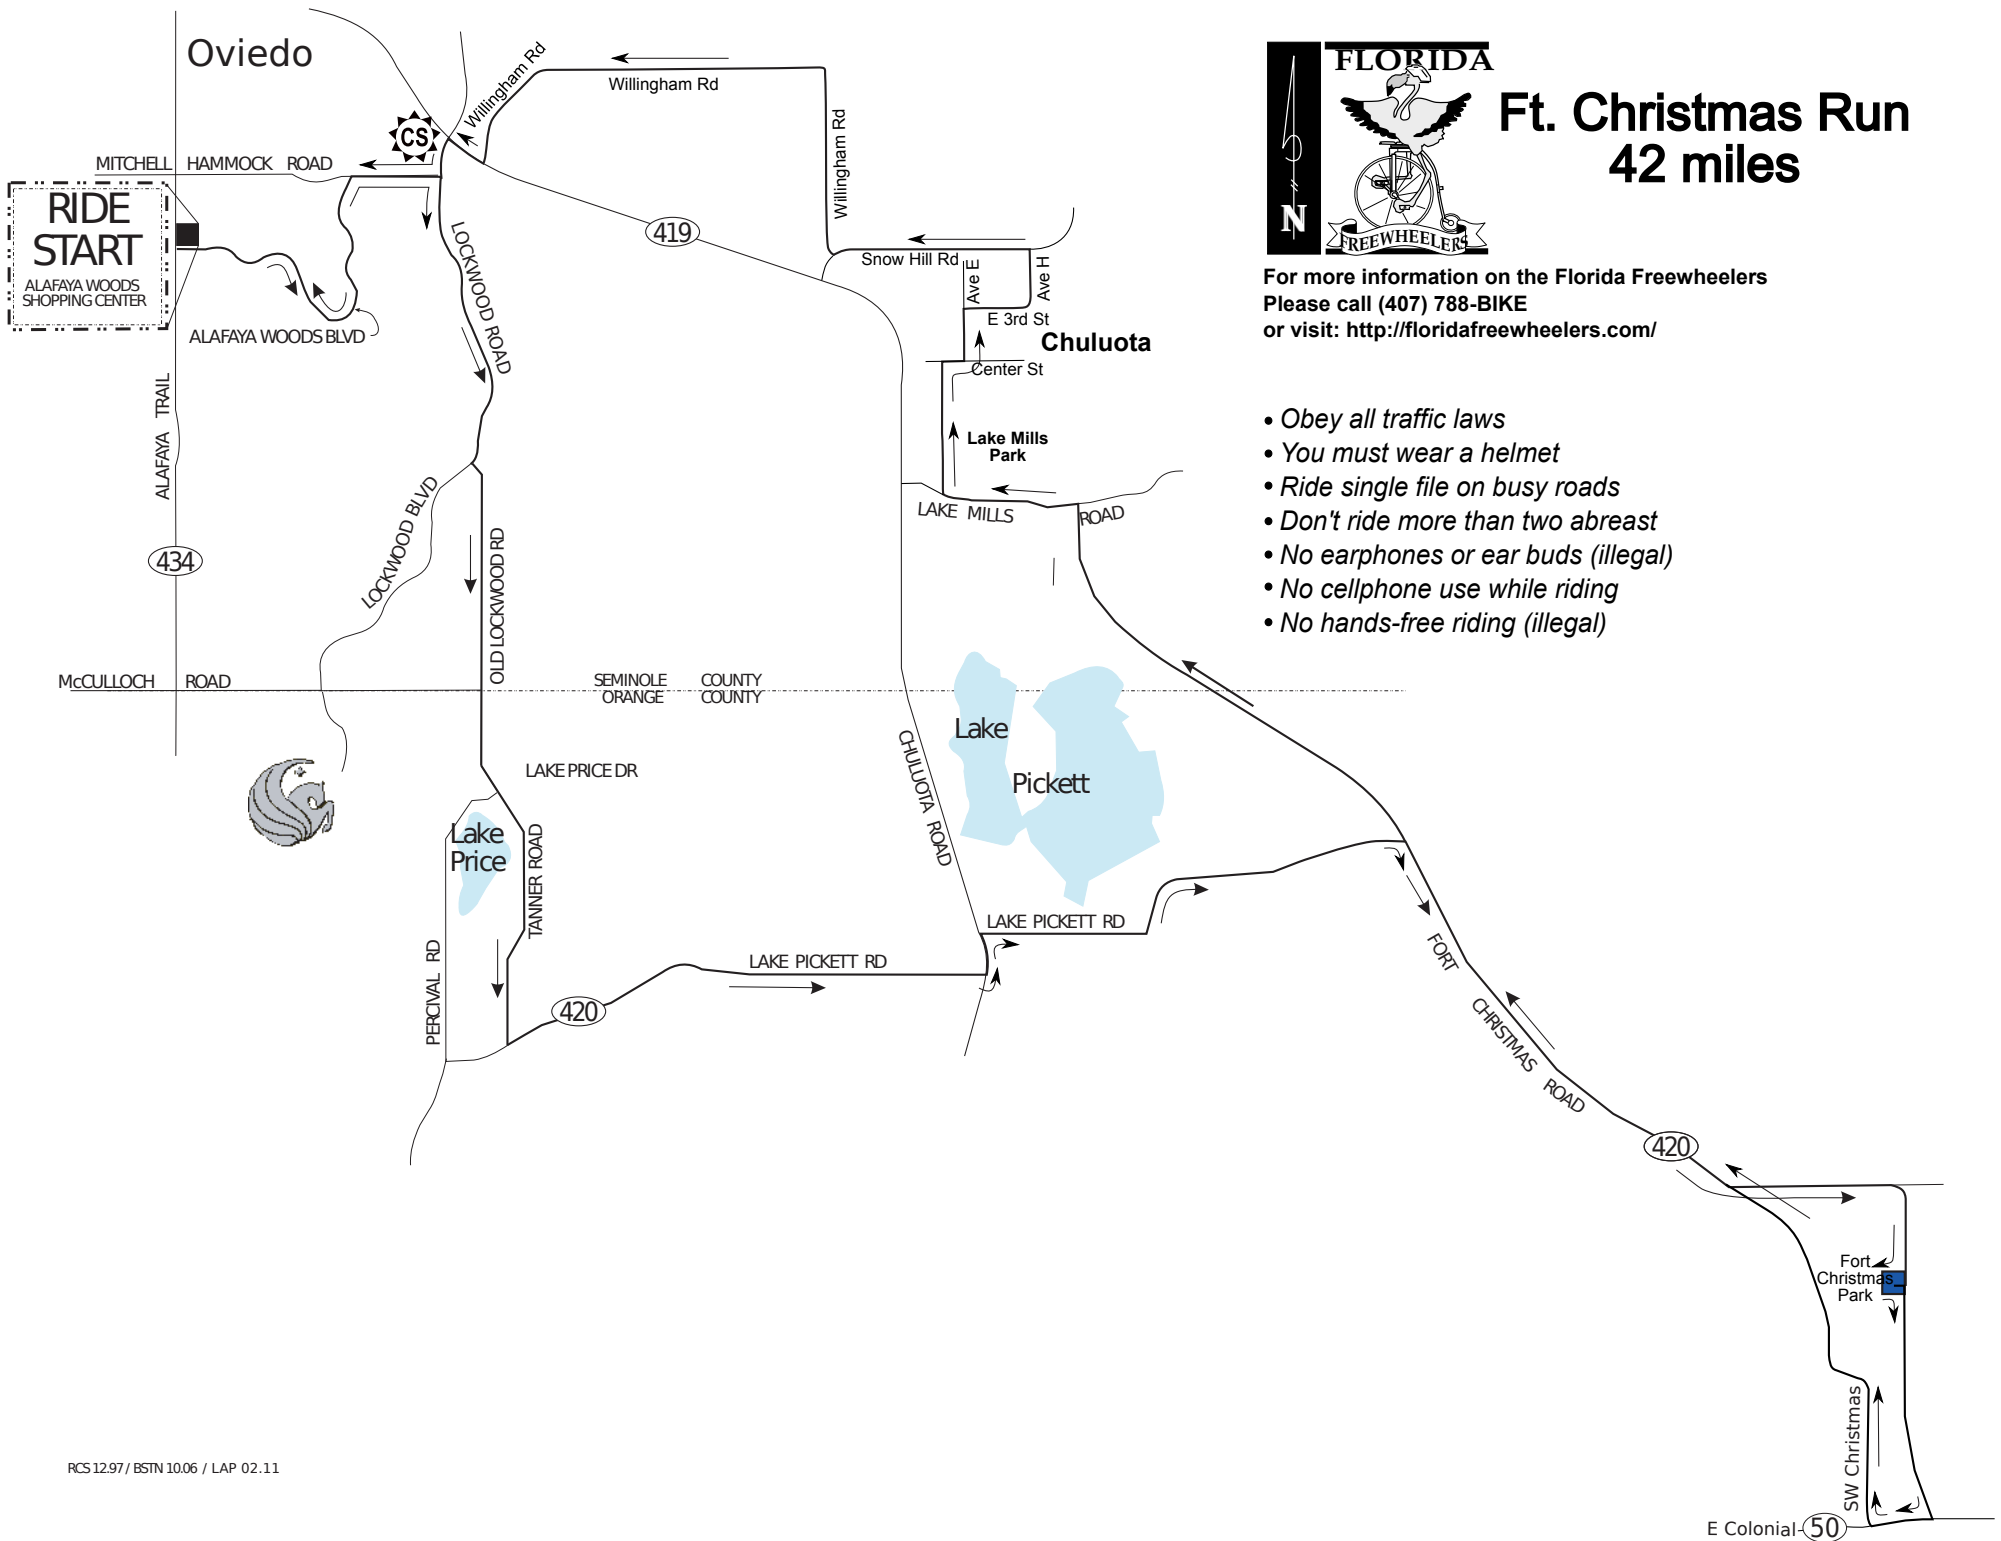 Oviedo
Willingham Rd
Willingham Rd
Willingham Rd
CS
MITCHELL HAMMOCK ROAD
RIDE
START
ALAFAYA WOODS
SHOPPING CENTER
ALAFAYA WOODS BLVD
LOCKWOOD ROAD
419
Snow Hill Rd
Ave E
Ave H
E 3rd St
Chuluota
Center St
Lake Mills
Park
LAKE MILLS ROAD
ALAFAYA TRAIL
434
LOCKWOOD BLVD
OLD LOCKWOOD RD
McCULLOCH ROAD
SEMINOLE COUNTY
ORANGE COUNTY
Lake
Pickett
CHULUOTA ROAD
LAKE PRICE DR
Lake
Price
TANNER ROAD
PERCIVAL RD
LAKE PICKETT RD
LAKE PICKETT RD
420
FORT CHRISTMAS ROAD
420
Fort
Christmas
Park
SW Christmas
E Colonial
50
FLORIDA
FREEWHEELERS
N
Ft. Christmas Run
42 miles
For more information on the Florida Freewheelers
Please call (407) 788-BIKE
or visit: http://floridafreewheelers.com/
• Obey all traffic laws
• You must wear a helmet
• Ride single file on busy roads
• Don't ride more than two abreast
• No earphones or ear buds (illegal)
• No cellphone use while riding
• No hands-free riding (illegal)
RCS 12.97 / BSTN 10.06 / LAP 02.11